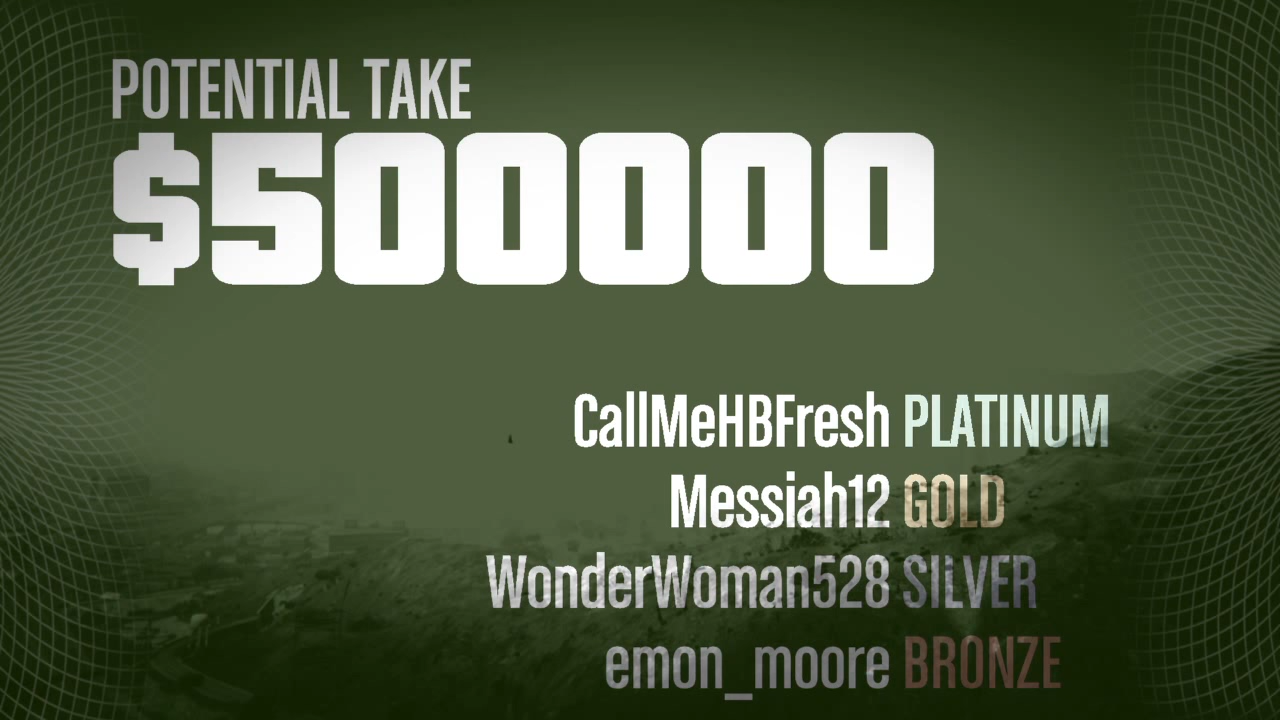 POTENTIAL TAKE
$500000
CallMeHBFresh PLATINUM
Messiah12 GOLD
WonderWoman528 SILVER
emon_moore BRONZE